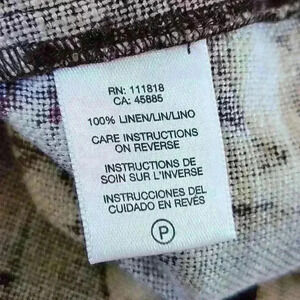 RN: 111818
CA: 45885
100% LINEN/LIN/LINO
CARE INSTRUCTIONS
ON REVERSE
INSTRUCTIONS DE
SOIN SUR L'INVERSE
INSTRUCCIONES DEL
CUIDADO EN REVÉS
P